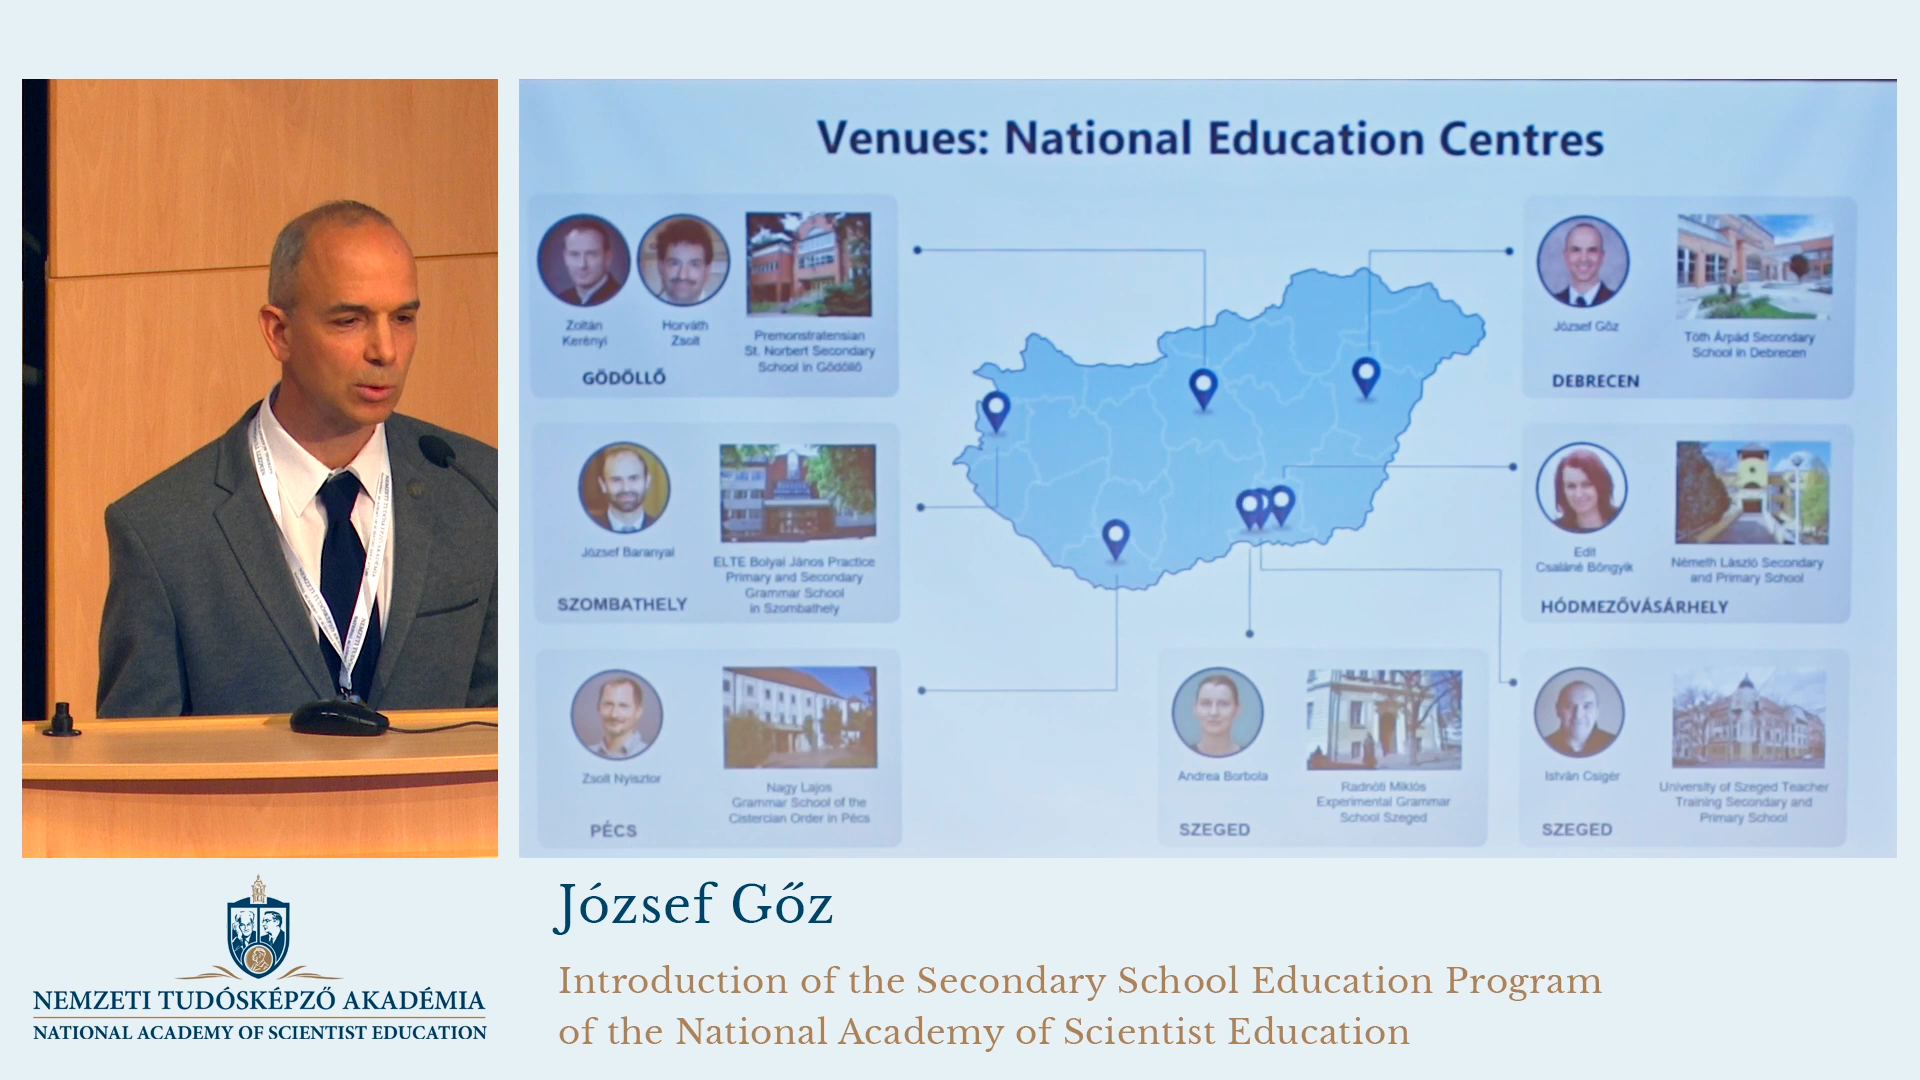 Venues: National Education Centres
Zoltán
Kerényi
Horváth
Zsolt
Premonstratensian
St. Norbert Secondary
School in Gödöllő
GÖDÖLLŐ
József Baranyai
ELTE Bolyai János Practice
Primary and Secondary
Grammar School
in Szombathely
SZOMBATHELY
Zsolt Nyisztor
Nagy Lajos
Grammar School of the
Cistercian Order in Pécs
PÉCS
József Gőz
Tóth Árpád Secondary
School in Debrecen
DEBRECEN
Edit
Csaláné Böngyik
Németh László Secondary
and Primary School
HÓDMEZŐVÁSÁRHELY
Andrea Borbola
Radnóti Miklós
Experimental Grammar
School Szeged
SZEGED
István Csigér
University of Szeged Teacher
Training Secondary and
Primary School
SZEGED
József Gőz
Introduction of the Secondary School Education Program
of the National Academy of Scientist Education
NEMZETI TUDÓSKÉPZŐ AKADÉMIA
NATIONAL ACADEMY OF SCIENTIST EDUCATION